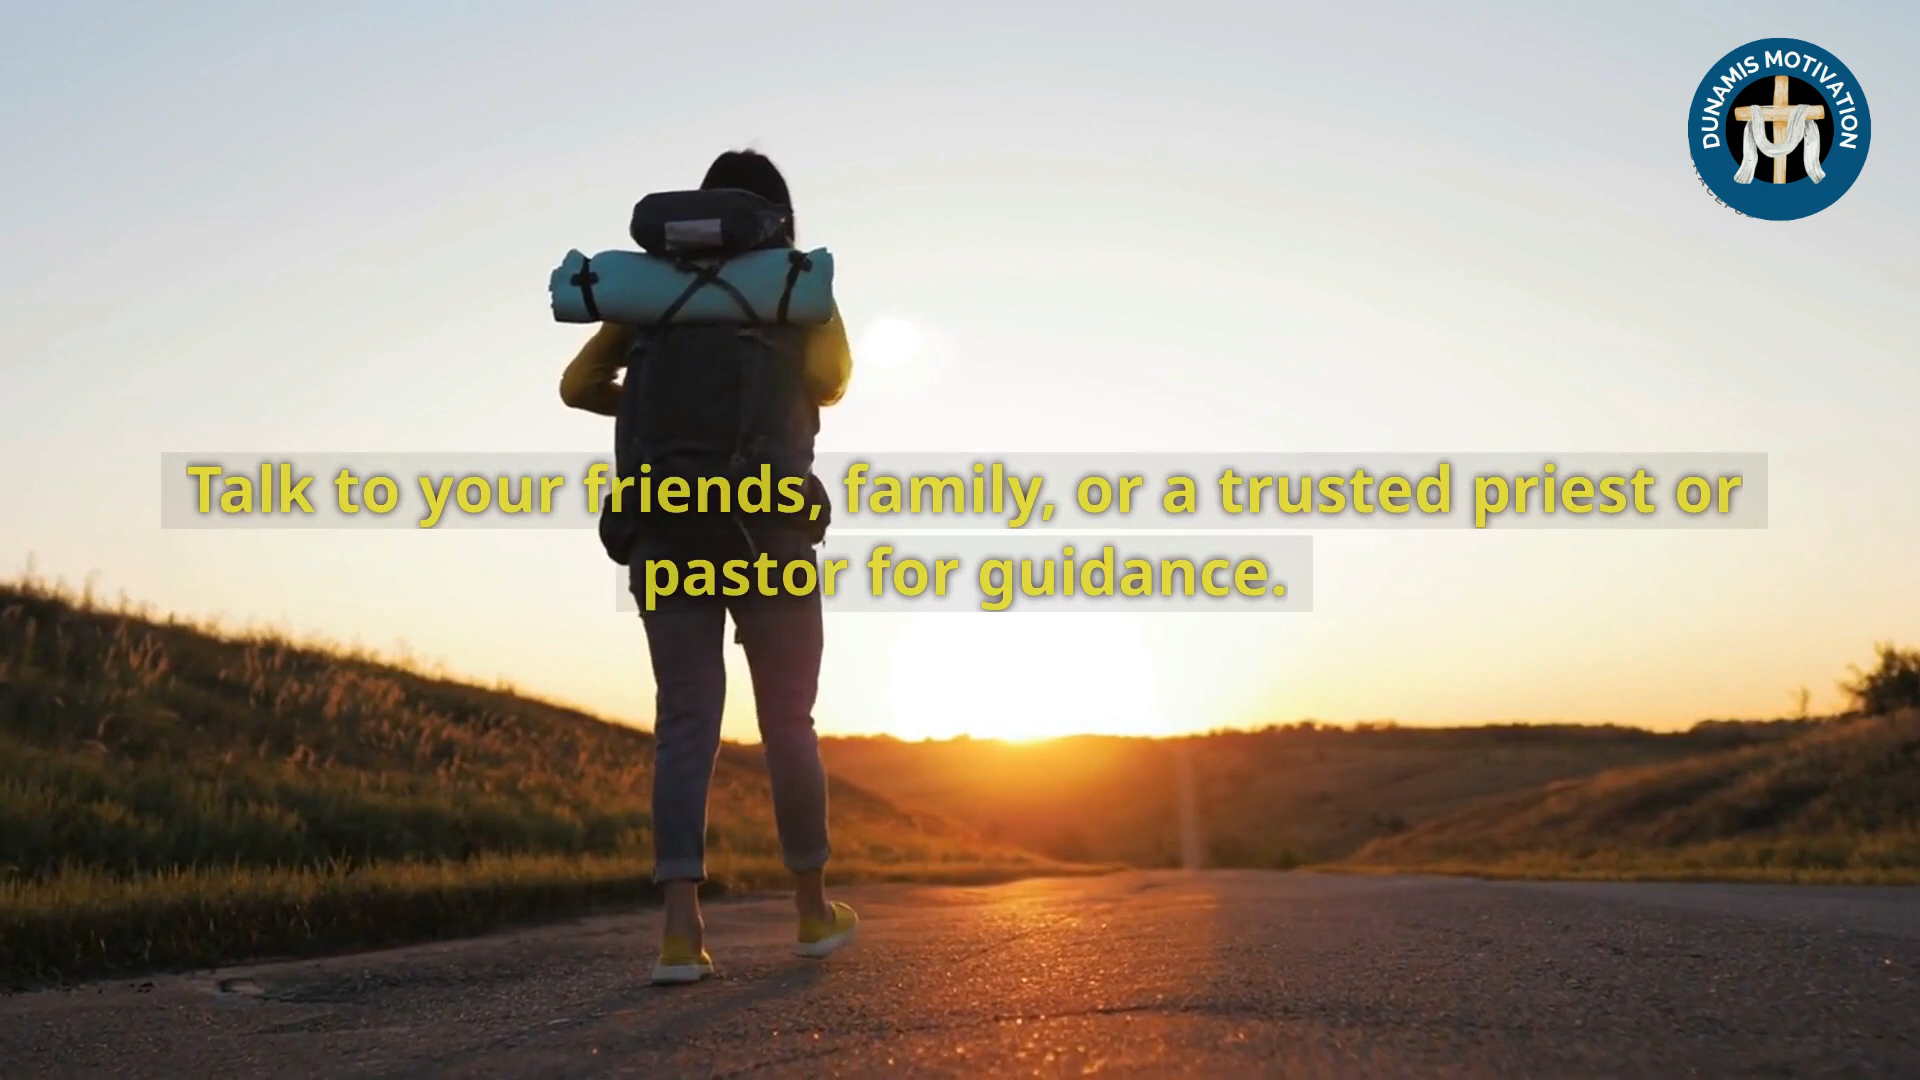 DUNAMIS MOTIVATION
Talk to your friends, family, or a trusted priest or
pastor for guidance.